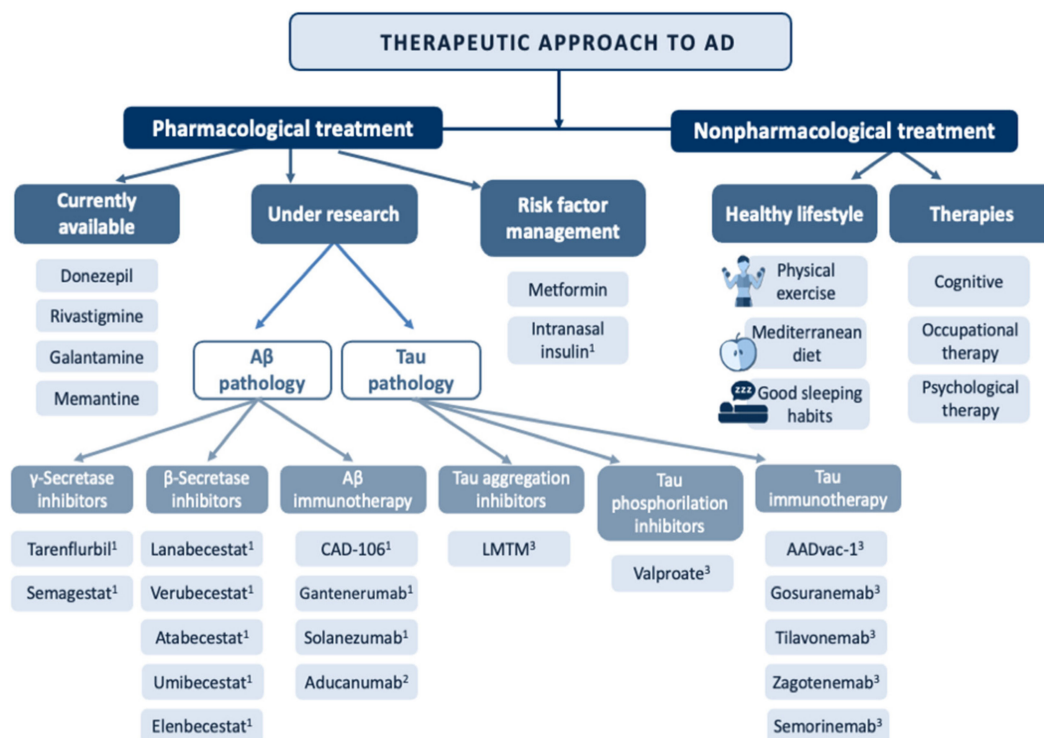 THERAPEUTIC APPROACH TO AD
Pharmacological treatment
Nonpharmacological treatment
Currently
available
Under research
Risk factor
management
Healthy lifestyle
Therapies
Donezepil
Rivastigmine
Galantamine
Memantine
Metformin
Intranasal
insulin¹
Physical
exercise
Mediterranean
diet
zzz
Good sleeping
habits
Cognitive
Occupational
therapy
Psychological
therapy
Aβ
pathology
Tau
pathology
γ-Secretase
inhibitors
β-Secretase
inhibitors
Aβ
immunotherapy
Tau aggregation
inhibitors
Tau
phosphorilation
inhibitors
Tau
immunotherapy
Tarenflurbil¹
Semagestat¹
Lanabecestat¹
Verubecestat¹
Atabecestat¹
Umibecestat¹
Elenbecestat¹
CAD-106¹
Gantenerumab¹
Solanezumab¹
Aducanumab²
LMTM³
Valproate³
AADvac-1³
Gosuranemab³
Tilavonemab³
Zagotenemab³
Semorinemab³